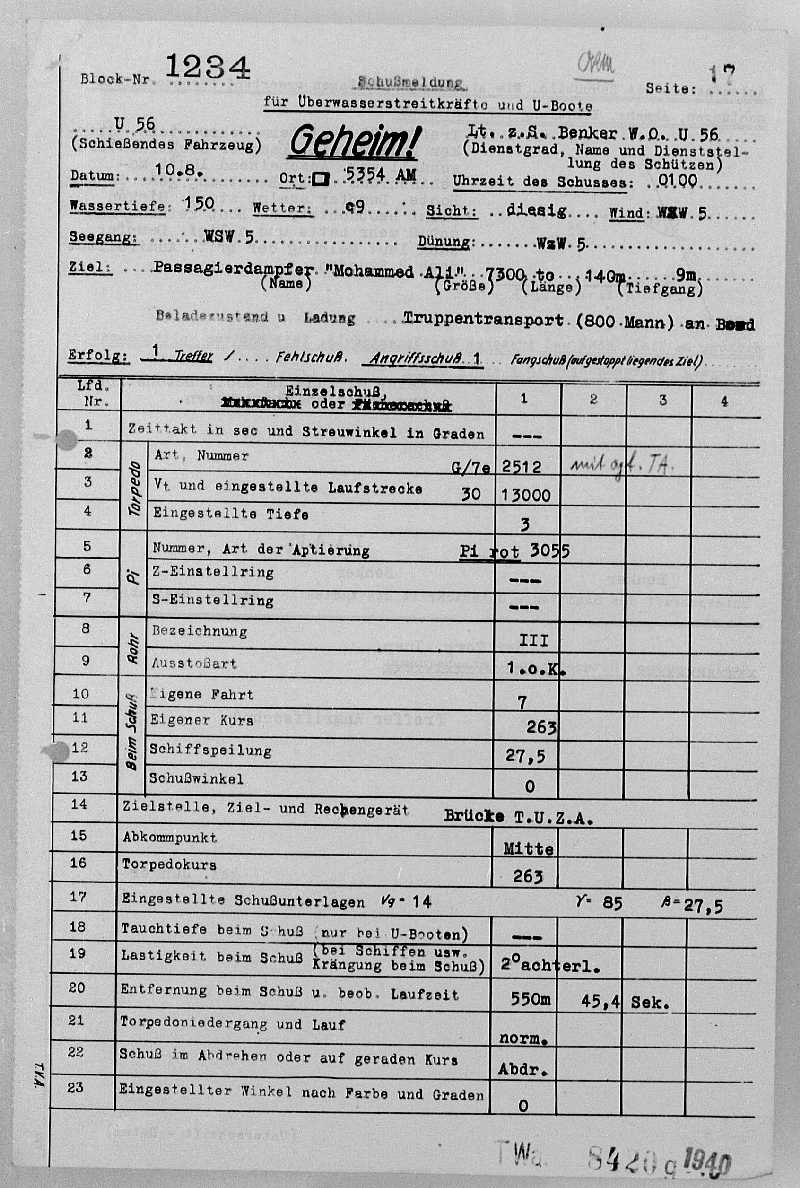 Block-Nr. 1234
Schußmeldung
Seite: 17
für Überwasserstreitkräfte und U-Boote
U 56
(Schießendes Fahrzeug)
Geheim!
Lt. z.S. Benker W.O. U 56
(Dienstgrad, Name und Dienststel-
lung des Schützen)
Datum: 10.8. Ort: 5354 AM Uhrzeit des Schusses: 0100
Wassertiefe: 150 Wetter: c9 Sicht: diesig Wind: WSW 5
Seegang: WSW 5 Dünung: WsW 5
Ziel: Passagierdampfer "Mohammed Ali" 7300 to 140m 9m
(Name) (Größe) (Länge) (Tiefgang)
Beladezustand u Ladung Truppentransport (800 Mann) an Bord
Erfolg: 1 Treffer / Fehlschuß. Angriffsschuß 1 Fangschuß (auf gestoppt liegendes Ziel)
Lfd. Nr. Einzelschuß, 1 2 3 4
oder
1 Zeittakt in sec und Streuwinkel in Graden ---
Torpedo
2 Art, Nummer G/7e 2512 mit agf. TA.
3 Vt und eingestellte Laufstrecke 30 13000
4 Eingestellte Tiefe 3
Pi
5 Nummer, Art der Aptierung Pi rot 3055
6 Z-Einstellring ---
7 S-Einstellring ---
Rohr
8 Bezeichnung III
9 Ausstoßart 1.o.K.
Beim Schuß
10 Eigene Fahrt 7
11 Eigener Kurs 263
12 Schiffspeilung 27,5
13 Schußwinkel 0
14 Zielstelle, Ziel- und Rechengerät Brücke T.U.Z.A.
15 Abkommpunkt Mitte
16 Torpedokurs 263
17 Eingestellte Schußunterlagen Vg = 14 γ= 85 β=27,5
18 Tauchtiefe beim Schuß (nur bei U-Booten) ---
19 Lastigkeit beim Schuß (bei Schiffen usw.
Krängung beim Schuß) 2°achterl.
20 Entfernung beim Schuß u. beob. Laufzeit 550m 45,4 Sek.
21 Torpedoniedergang und Lauf norm.
22 Schuß im Abdrehen oder auf geraden Kurs Abdr.
23 Eingestellter Winkel nach Farbe und Graden 0
T.V.A.
TWa. 8420g 1940